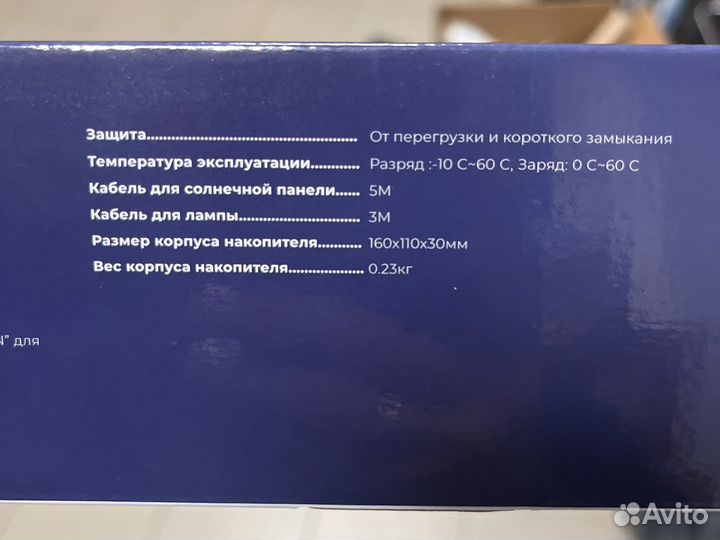 Защита.................................................... От перегрузки и короткого замыкания
Температура эксплуатации............ Разряд :-10 С~60 С, Заряд: 0 С~60 С
Кабель для солнечной панели...... 5М
Кабель для лампы.............................. 3М
Размер корпуса накопителя........... 160х110х30мм
Вес корпуса накопителя................... 0.23кг
” для
Avito